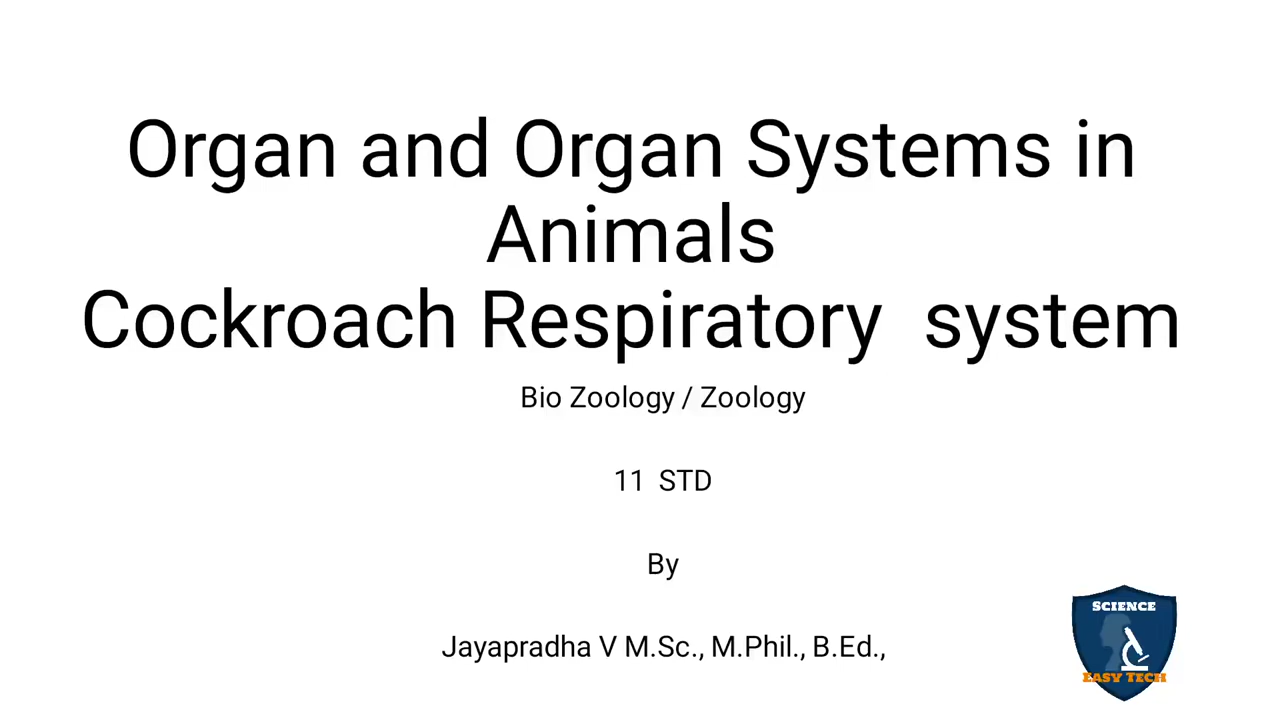 Organ and Organ Systems in
Animals
Cockroach Respiratory  system
Bio Zoology / Zoology
11  STD
By
Jayapradha V M.Sc., M.Phil., B.Ed.,
SCIENCE
EASY TECH